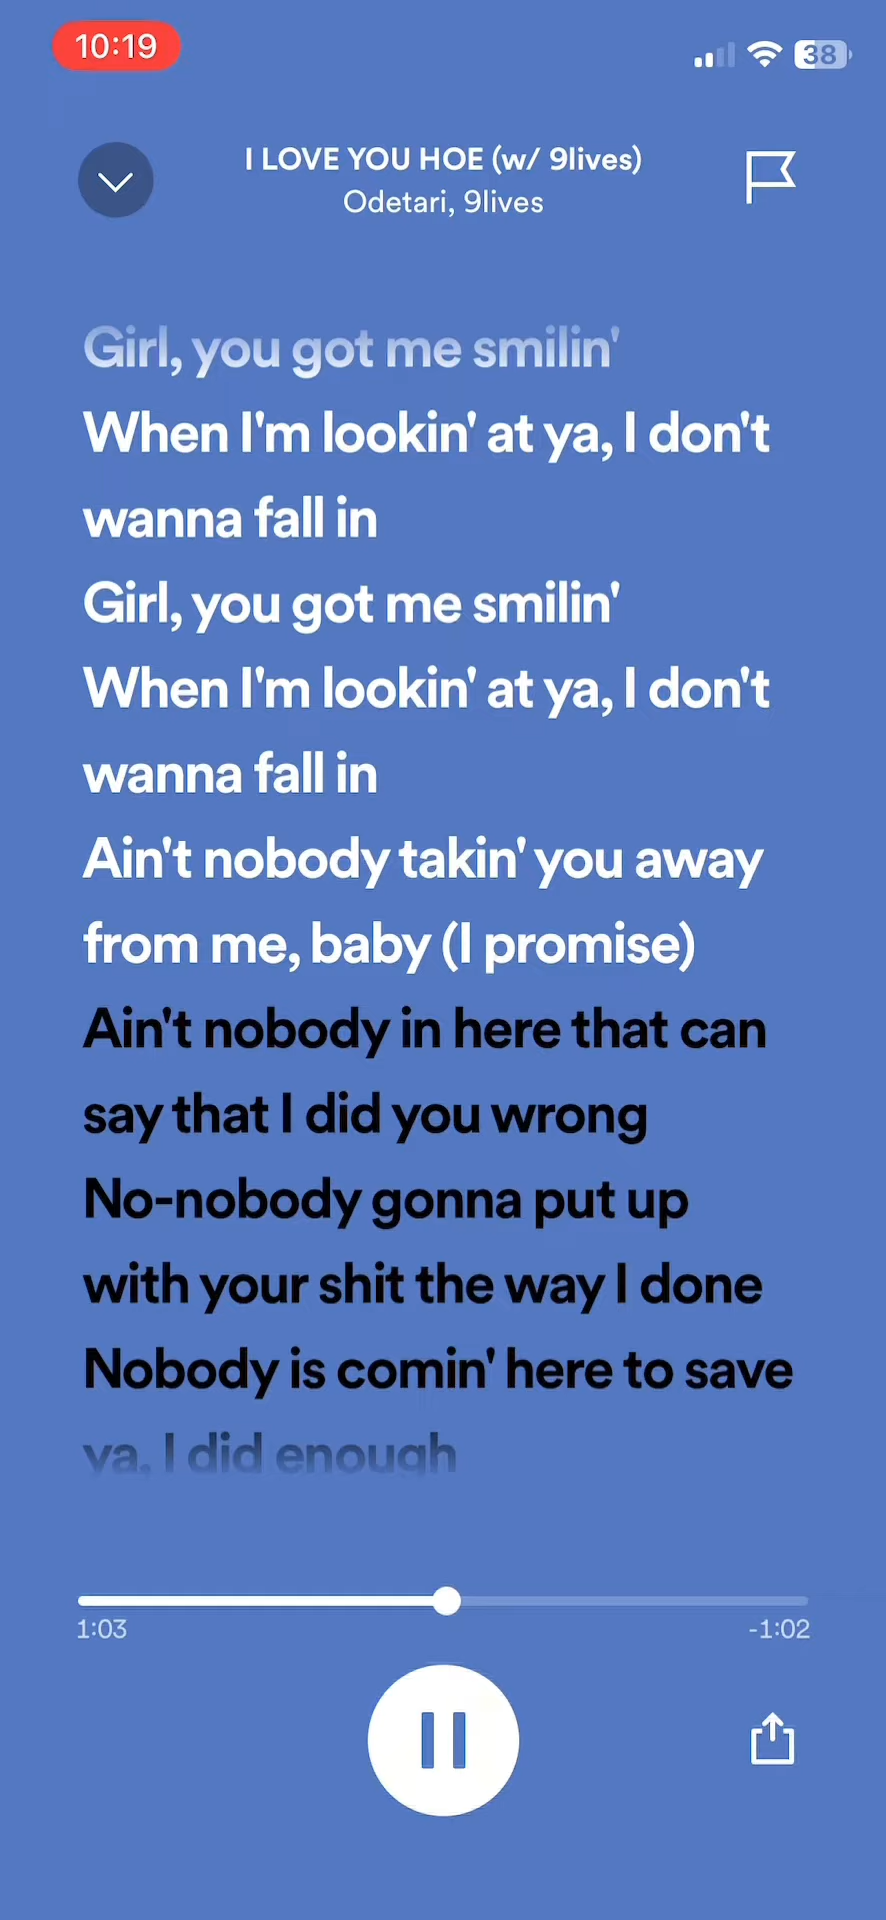 10:19
38
I LOVE YOU HOE (w/ 9lives)
Odetari, 9lives
Girl, you got me smilin'
When I'm lookin' at ya, I don't
wanna fall in
Girl, you got me smilin'
When I'm lookin' at ya, I don't
wanna fall in
Ain't nobody takin' you away
from me, baby (I promise)
Ain't nobody in here that can
say that I did you wrong
No-nobody gonna put up
with your shit the way I done
Nobody is comin' here to save
ya, I did enough
1:03
-1:02